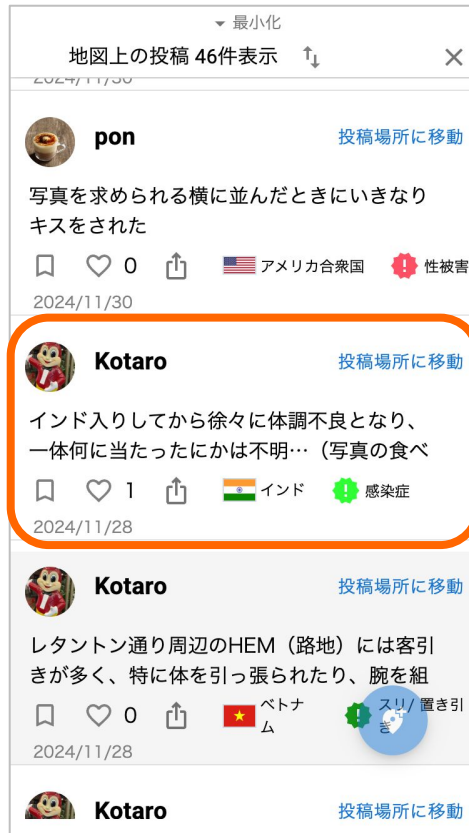 最小化
地図上の投稿 46件表示
2024/11/30
pon
投稿場所に移動
写真を求められる横に並んだときにいきなり
キスをされた
0
アメリカ合衆国
性被害
2024/11/30
Kotaro
投稿場所に移動
インド入りしてから徐々に体調不良となり、
一体何に当たったにかは不明…（写真の食べ
1
インド
感染症
2024/11/28
Kotaro
投稿場所に移動
レタントン通り周辺のHEM（路地）には客引
きが多く、特に体を引っ張られたり、腕を組
0
ベトナ
ム
スリ/ 置き引
き
2024/11/28
Kotaro
投稿場所に移動